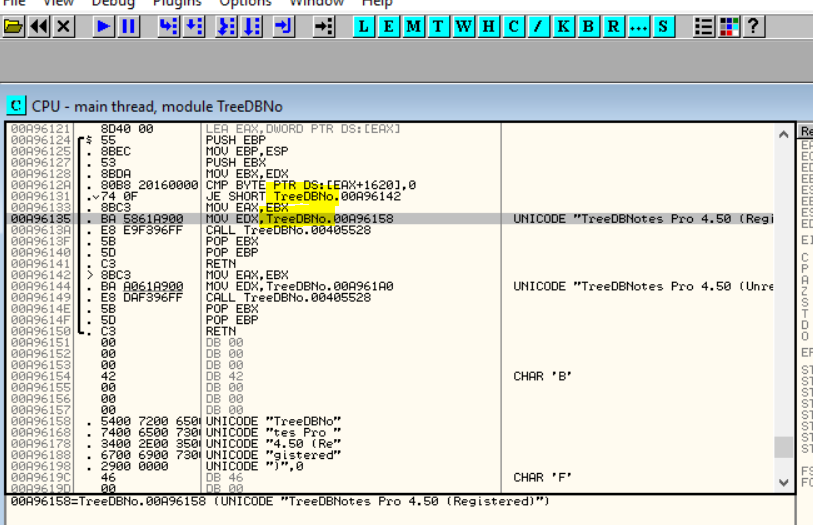 File View Debug Plugins Options Window Help
L E M T W H C / K B R ... S ?
C CPU - main thread, module TreeDBNo
00A96121 8D40 00 LEA EAX,DWORD PTR DS:[EAX]
00A96124 $ 55 PUSH EBP
00A96125 . 8BEC MOV EBP,ESP
00A96127 . 53 PUSH EBX
00A96128 . 8BDA MOV EBX,EDX
00A9612A . 80B8 20160000 CMP BYTE PTR DS:[EAX+1620],0
00A96131 .v74 0F JE SHORT TreeDBNo.00A96142
00A96133 . 8BC3 MOV EAX,EBX
00A96135 . BA 5861A900 MOV EDX,TreeDBNo.00A96158 UNICODE "TreeDBNotes Pro 4.50 (Regi
00A9613A . E8 E9F396FF CALL TreeDBNo.00405528
00A9613F . 5B POP EBX
00A96140 . 5D POP EBP
00A96141 . C3 RETN
00A96142 > 8BC3 MOV EAX,EBX
00A96144 . BA A061A900 MOV EDX,TreeDBNo.00A961A0 UNICODE "TreeDBNotes Pro 4.50 (Unre
00A96149 . E8 DAF396FF CALL TreeDBNo.00405528
00A9614E . 5B POP EBX
00A9614F . 5D POP EBP
00A96150 . C3 RETN
00A96151 00 DB 00
00A96152 00 DB 00
00A96153 00 DB 00
00A96154 42 DB 42 CHAR 'B'
00A96155 00 DB 00
00A96156 00 DB 00
00A96157 00 DB 00
00A96158 . 5400 7200 650 UNICODE "TreeDBNo"
00A96168 . 7400 6500 730 UNICODE "tes Pro "
00A96178 . 3400 2E00 350 UNICODE "4.50 (Re"
00A96188 . 6700 6900 730 UNICODE "gistered"
00A96198 . 2900 0000 UNICODE ")",0
00A9619C 46 DB 46 CHAR 'F'
00A9619D 00 DB 00
00A96158=TreeDBNo.00A96158 (UNICODE "TreeDBNotes Pro 4.50 (Registered)")